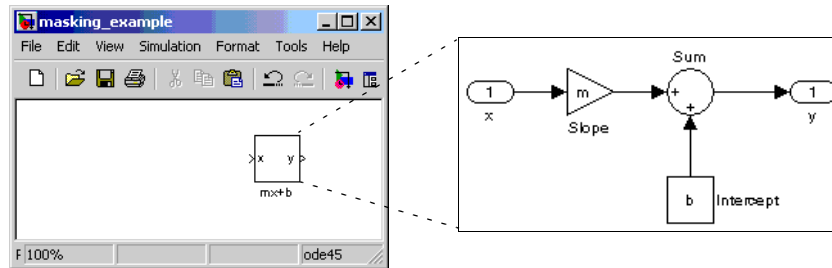 masking_example
File Edit View Simulation Format Tools Help
x y
mx+b
F 100% ode45
Sum
1 m + 1
+
x y
Slope
b Intercept